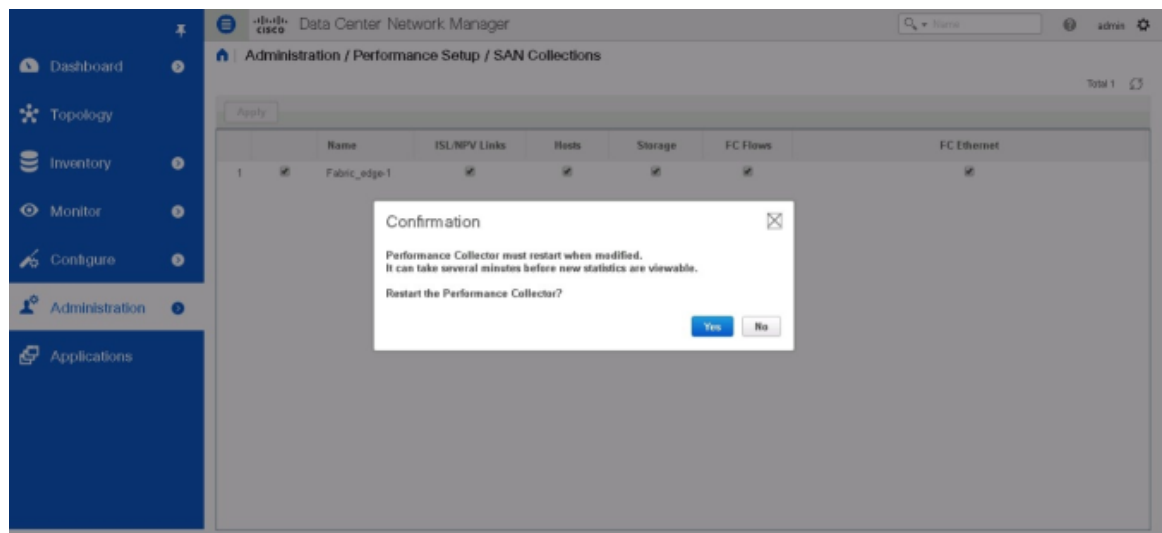 cisco Data Center Network Manager
Name
admin
Dashboard
Topology
Inventory
Monitor
Configure
Administration
Applications
Administration / Performance Setup / SAN Collections
Total 1
Apply
Name ISL/NPV Links Hosts Storage FC Flows FC Ethernet
1 Fabric_edge-1
Confirmation
Performance Collector must restart when modified.
It can take several minutes before new statistics are viewable.
Restart the Performance Collector?
Yes No